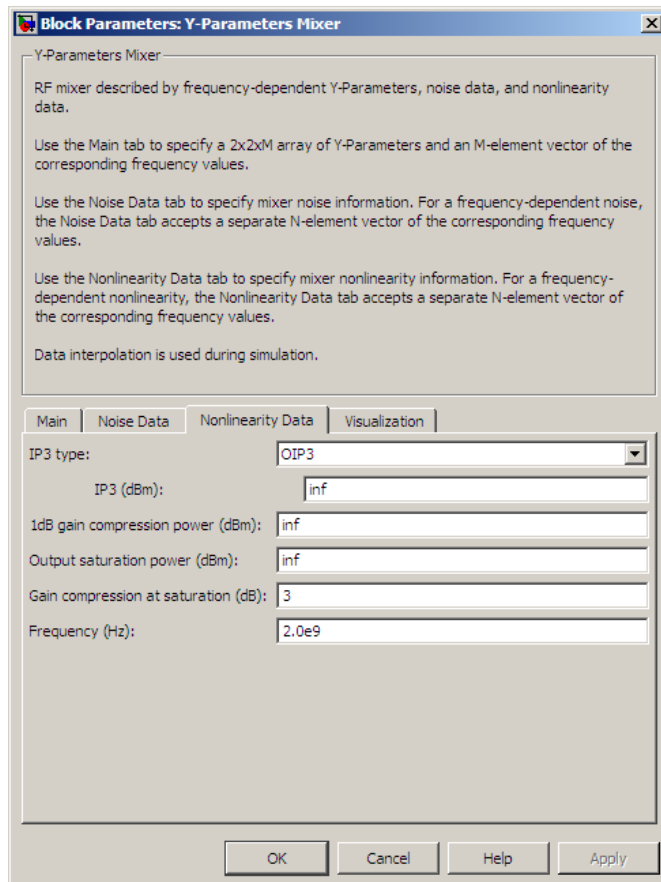 Block Parameters: Y-Parameters Mixer
Y-Parameters Mixer
RF mixer described by frequency-dependent Y-Parameters, noise data, and nonlinearity
data.
Use the Main tab to specify a 2x2xM array of Y-Parameters and an M-element vector of the
corresponding frequency values.
Use the Noise Data tab to specify mixer noise information. For a frequency-dependent noise,
the Noise Data tab accepts a separate N-element vector of the corresponding frequency
values.
Use the Nonlinearity Data tab to specify mixer nonlinearity information. For a frequency-
dependent nonlinearity, the Nonlinearity Data tab accepts a separate N-element vector of
the corresponding frequency values.
Data interpolation is used during simulation.
Main Noise Data Nonlinearity Data Visualization
IP3 type: OIP3
IP3 (dBm): inf
1dB gain compression power (dBm): inf
Output saturation power (dBm): inf
Gain compression at saturation (dB): 3
Frequency (Hz): 2.0e9
OK Cancel Help Apply